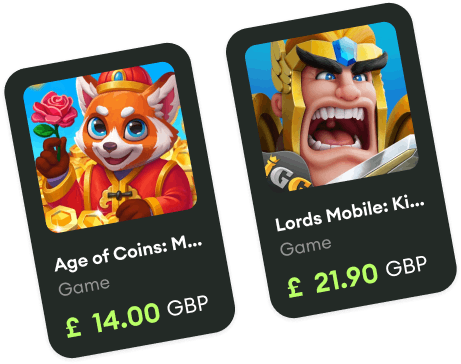 Age of Coins: M...
Game
£ 14.00 GBP
Lords Mobile: Ki...
Game
£ 21.90 GBP